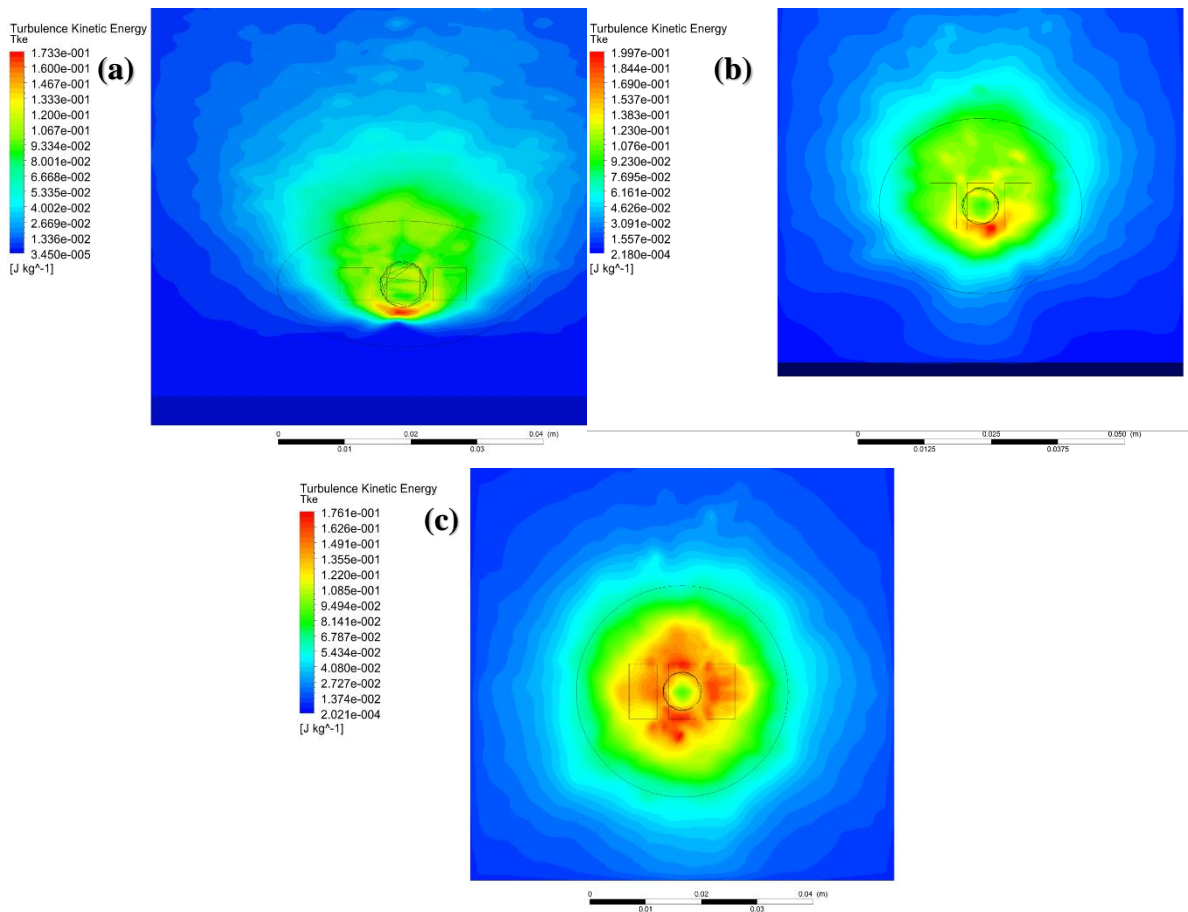 Turbulence Kinetic Energy
Tke
1.733e-001
1.600e-001
1.467e-001
1.333e-001
1.200e-001
1.067e-001
9.334e-002
8.001e-002
6.668e-002
5.335e-002
4.002e-002
2.669e-002
1.336e-002
3.450e-005
[J kg^-1]
(a)
0 0.02 0.04 (m)
0.01 0.03
Turbulence Kinetic Energy
Tke
1.997e-001
1.844e-001
1.690e-001
1.537e-001
1.383e-001
1.230e-001
1.076e-001
9.230e-002
7.695e-002
6.161e-002
4.626e-002
3.091e-002
1.557e-002
2.180e-004
[J kg^-1]
(b)
0 0.025 0.050 (m)
0.0125 0.0375
Turbulence Kinetic Energy
Tke
1.761e-001
1.626e-001
1.491e-001
1.355e-001
1.220e-001
1.085e-001
9.494e-002
8.141e-002
6.787e-002
5.434e-002
4.080e-002
2.727e-002
1.374e-002
2.021e-004
[J kg^-1]
(c)
0 0.02 0.04 (m)
0.01 0.03